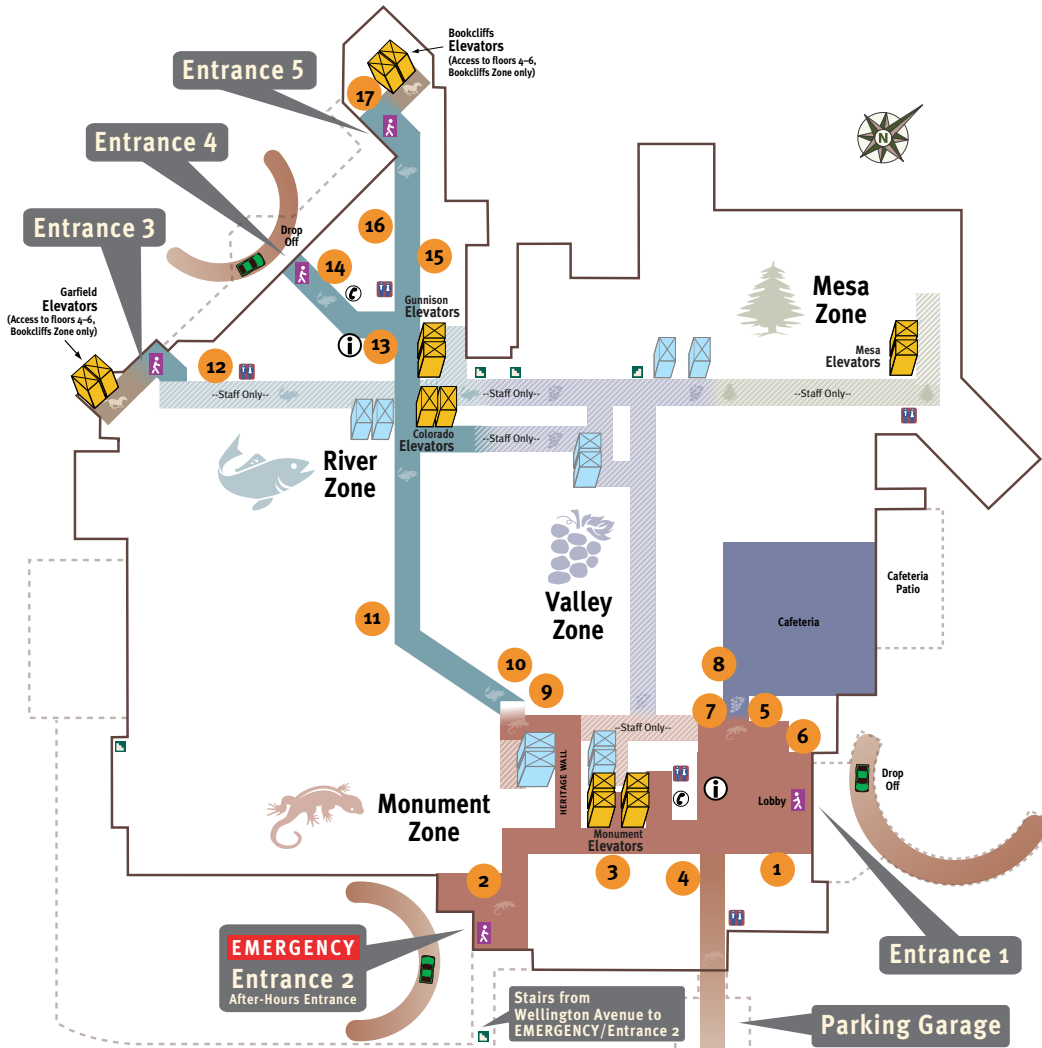 Bookcliffs
Elevators
(Access to floors 4–6,
Bookcliffs Zone only)
Entrance 5
17
Entrance 4
N
Entrance 3
16
Drop
Off
14
15
Garfield
Elevators
(Access to floors 4–6,
Bookcliffs Zone only)
Gunnison
Elevators
Mesa
Zone
i
13
12
Mesa
Elevators
--Staff Only--
--Staff Only--
--Staff Only--
Colorado
Elevators
--Staff Only--
River
Zone
Cafeteria
Patio
Valley
Zone
11
Cafeteria
10
8
9
7
5
6
--Staff Only--
HERITAGE WALL
i
Drop
Off
Lobby
Monument
Zone
Monument
Elevators
1
2
3
4
EMERGENCY
Entrance 2
After-Hours Entrance
Entrance 1
Stairs from
Wellington Avenue to
EMERGENCY/Entrance 2
Parking Garage